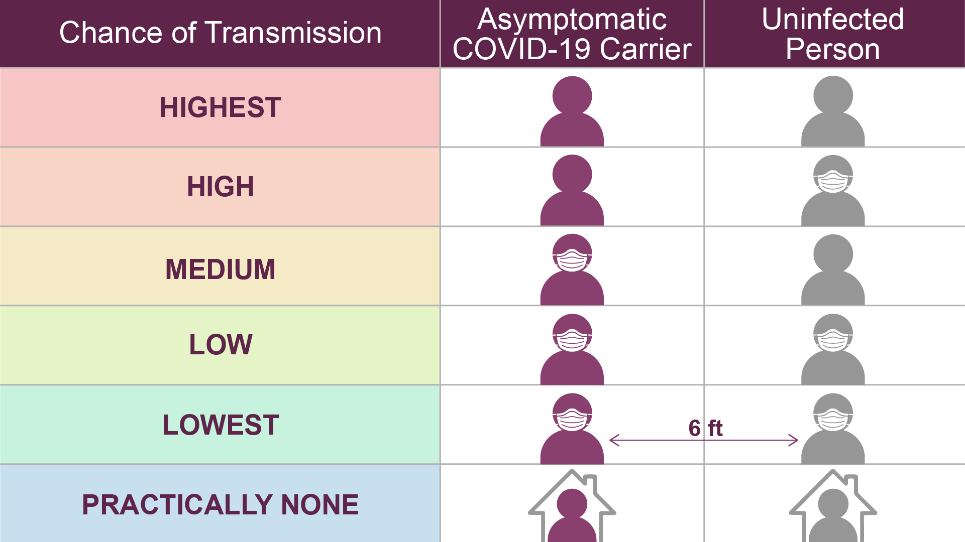 Chance of Transmission
Asymptomatic
COVID-19 Carrier
Uninfected
Person
HIGHEST
HIGH
MEDIUM
LOW
LOWEST
6 ft
PRACTICALLY NONE